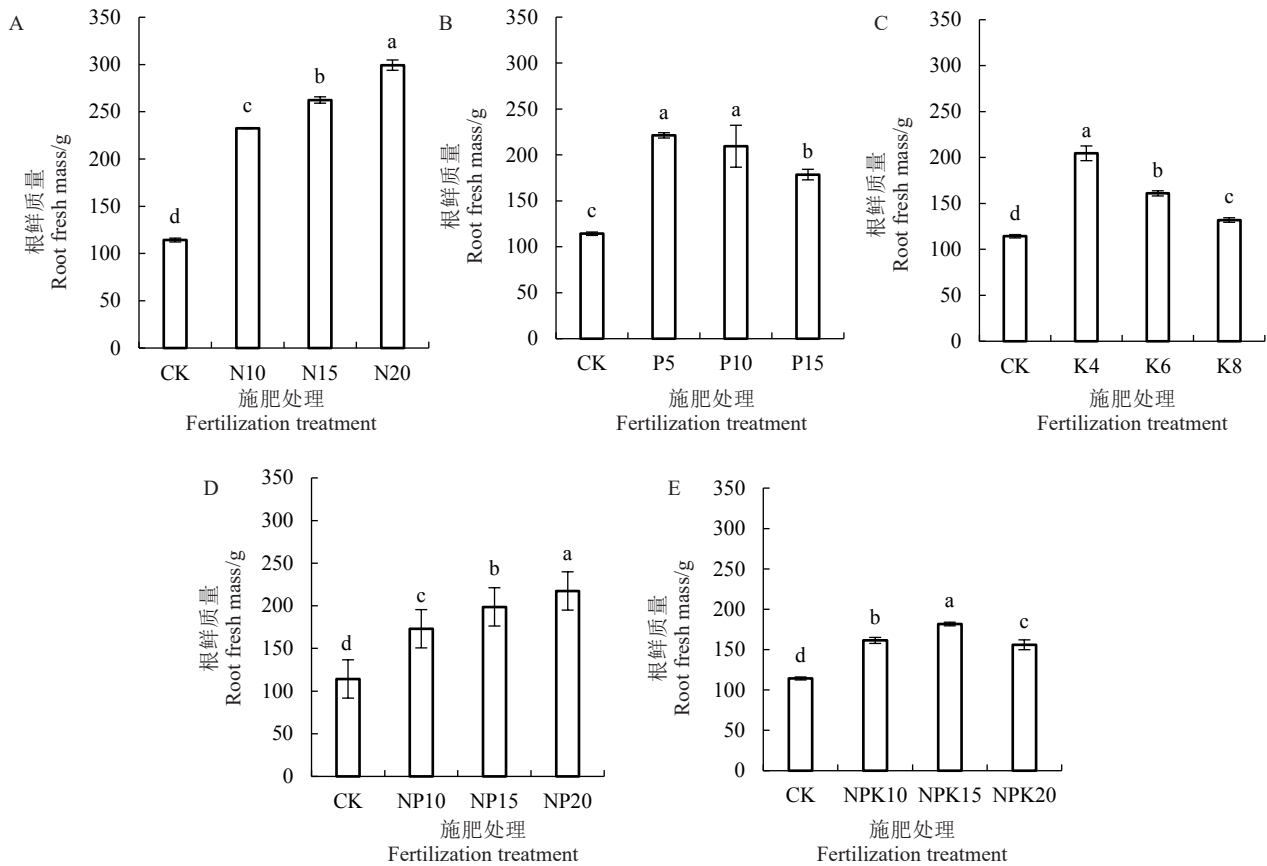 A
根鲜质量
Root fresh mass/g
350
300
250
200
150
100
50
0
d
c
b
a
CK N10 N15 N20
施肥处理
Fertilization treatment
B
根鲜质量
Root fresh mass/g
350
300
250
200
150
100
50
0
c
a
a
b
CK P5 P10 P15
施肥处理
Fertilization treatment
C
根鲜质量
Root fresh mass/g
350
300
250
200
150
100
50
0
d
a
b
c
CK K4 K6 K8
施肥处理
Fertilization treatment
D
根鲜质量
Root fresh mass/g
350
300
250
200
150
100
50
0
d
c
b
a
CK NP10 NP15 NP20
施肥处理
Fertilization treatment
E
根鲜质量
Root fresh mass/g
350
300
250
200
150
100
50
0
d
b
a
c
CK NPK10 NPK15 NPK20
施肥处理
Fertilization treatment